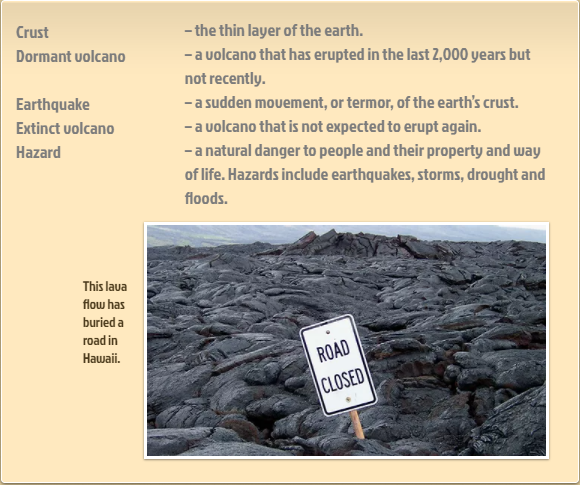 Crust – the thin layer of the earth.
Dormant volcano – a volcano that has erupted in the last 2,000 years but
not recently.
Earthquake – a sudden movement, or termor, of the earth's crust.
Extinct volcano – a volcano that is not expected to erupt again.
Hazard – a natural danger to people and their property and way
of life. Hazards include earthquakes, storms, drought and
floods.
This lava
flow has
buried a
road in
Hawaii.
ROAD
CLOSED